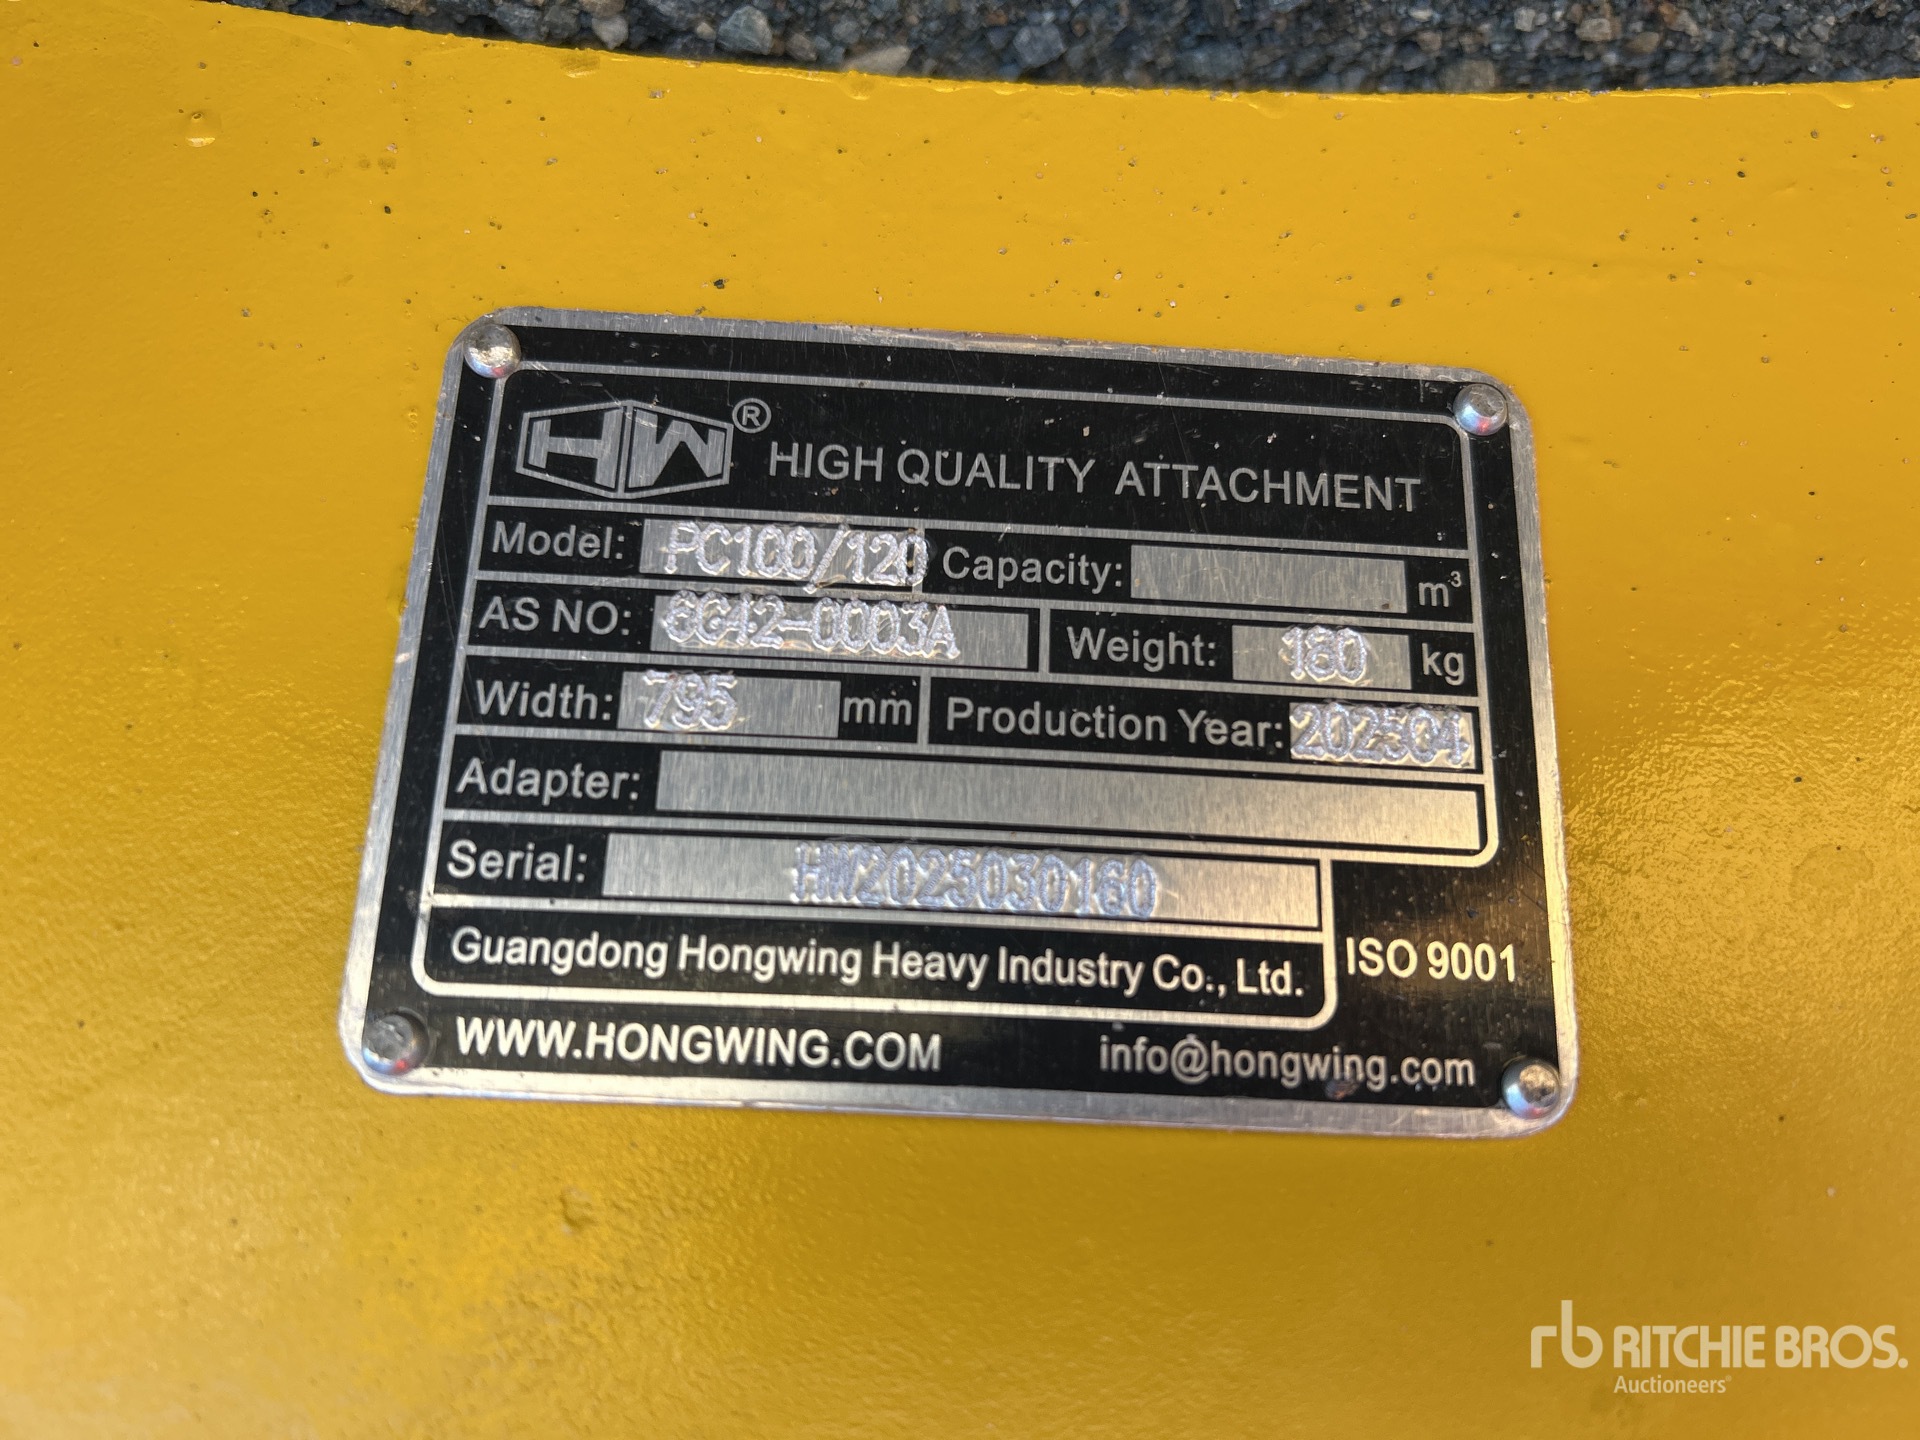 HW® HIGH QUALITY ATTACHMENT
Model: PC100/120 Capacity: m³
AS NO: 6G42-0003A Weight: 180 kg
Width: 795 mm Production Year: 202504
Adapter:
Serial: HW2025030160
Guangdong Hongwing Heavy Industry Co., Ltd. ISO 9001
WWW.HONGWING.COM info@hongwing.com
rb RITCHIE BROS.
Auctioneers